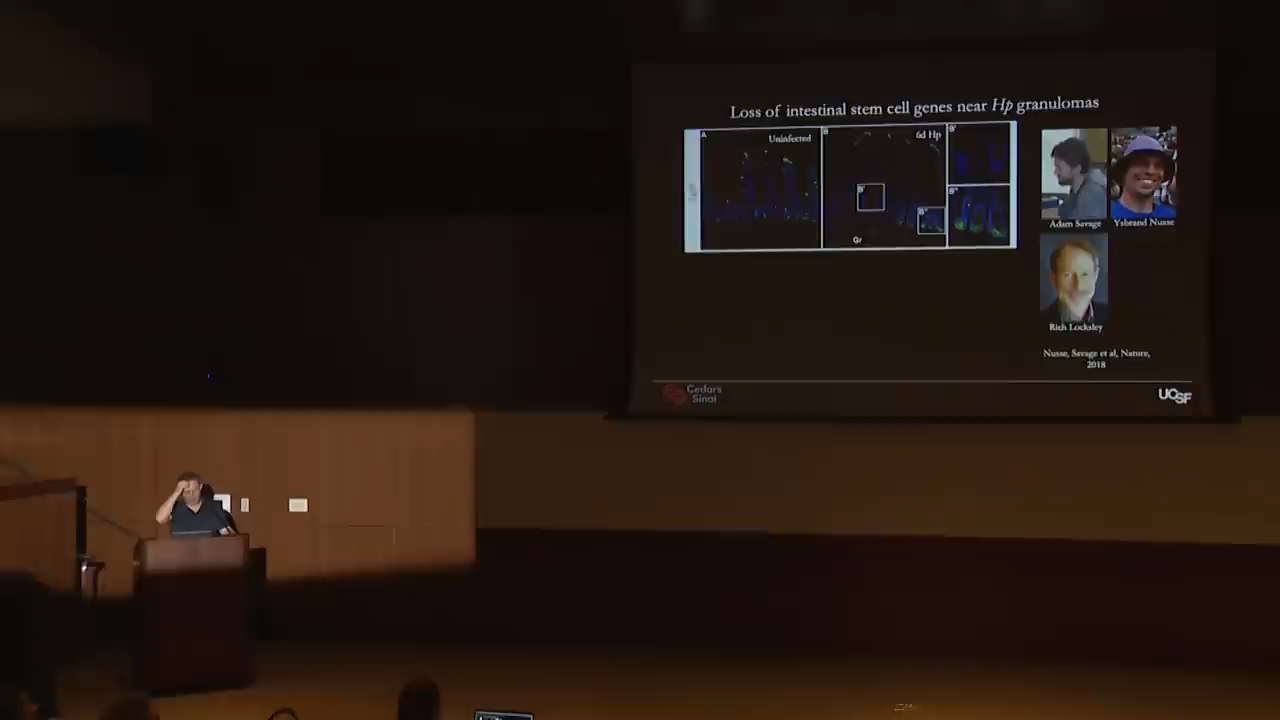 Loss of intestinal stem cell genes near Hp granulomas
A
Uninfected
B
6d Hp
B'
B'
B''
B''
Gr
Adam Savage
Ysbrand Nusse
Rich Locksley
Nusse, Savage et al, Nature,
2018
Cedars
Sinai
UCSF